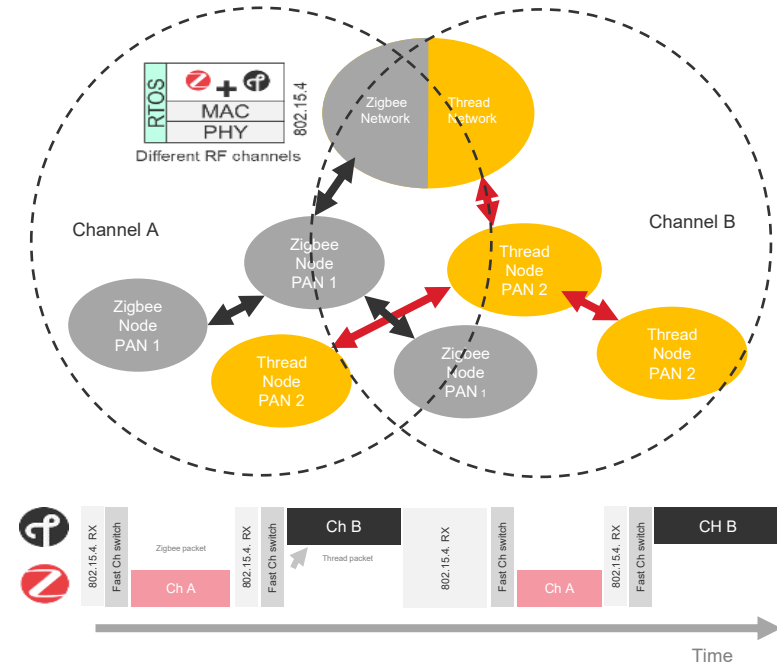 RTOS
+
MAC
PHY
802.15.4
Different RF channels
Zigbee
Network
Thread
Network
Channel A
Channel B
Zigbee
Node
PAN 1
Thread
Node
PAN 2
Zigbee
Node
PAN 1
Thread
Node
PAN 2
Zigbee
Node
PAN 1
Thread
Node
PAN 2
802.15.4. RX
Fast Ch switch
Zigbee packet
Ch A
802.15.4. RX
Fast Ch switch
Ch B
Thread packet
802.15.4. RX
Fast Ch switch
Ch A
802.15.4. RX
Fast Ch switch
CH B
Time